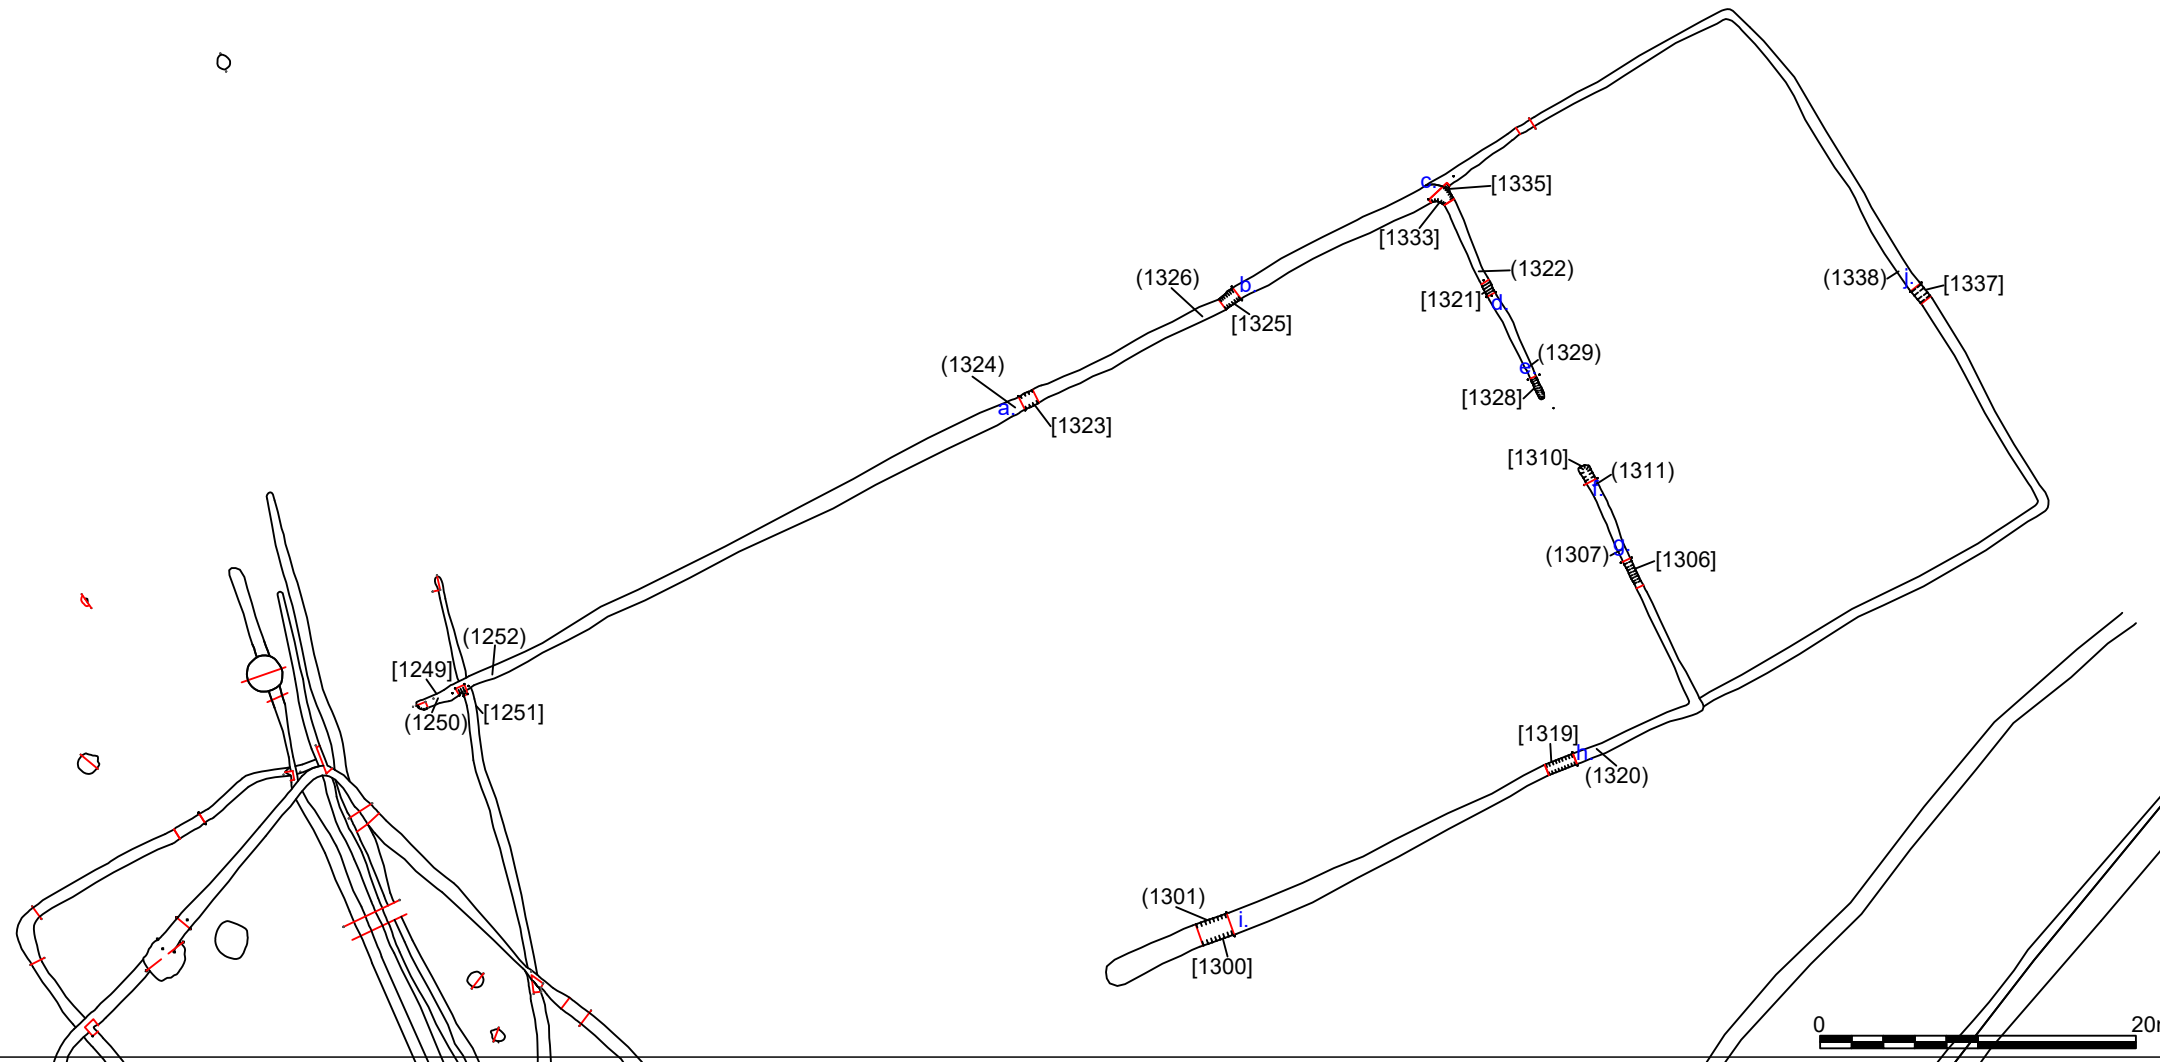 c.
[1335]
[1333]
(1322)
(1326)
b.
[1321]
d.
(1338)
j.
[1337]
[1325]
(1324)
a.
[1323]
e.
(1329)
[1328]
[1310]
(1311)
f.
g.
(1307)
[1306]
(1252)
[1249]
(1250)
[1251]
[1319]
h.
(1320)
(1301)
i.
[1300]
0
20m